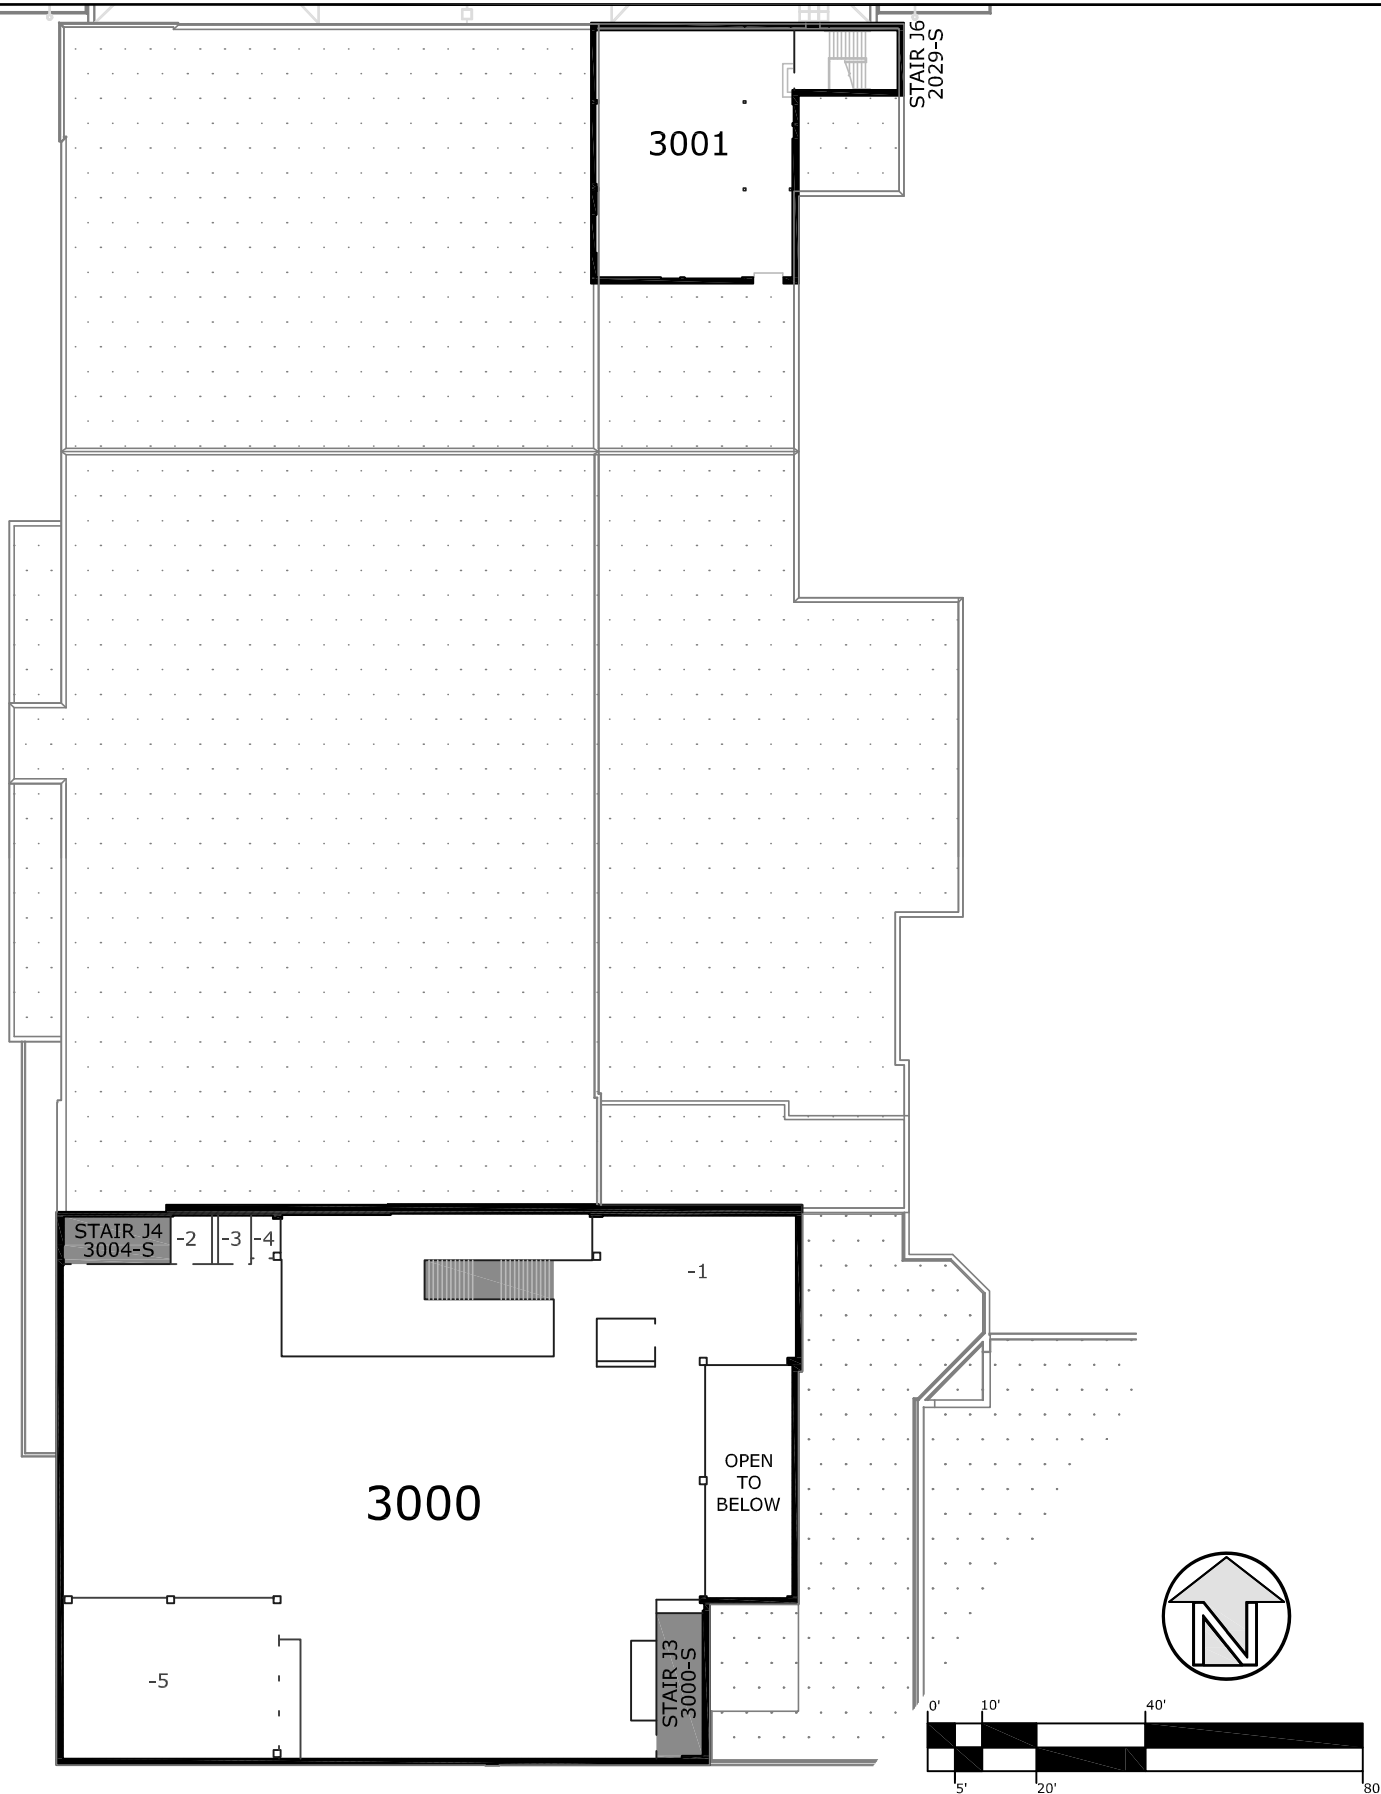 STAIR J6
2029-S
3001
STAIR J4
3004-S
-2
-3
-4
-1
OPEN
TO
BELOW
3000
-5
STAIR J3
3000-S
N
0' 10' 40'
5' 20' 80